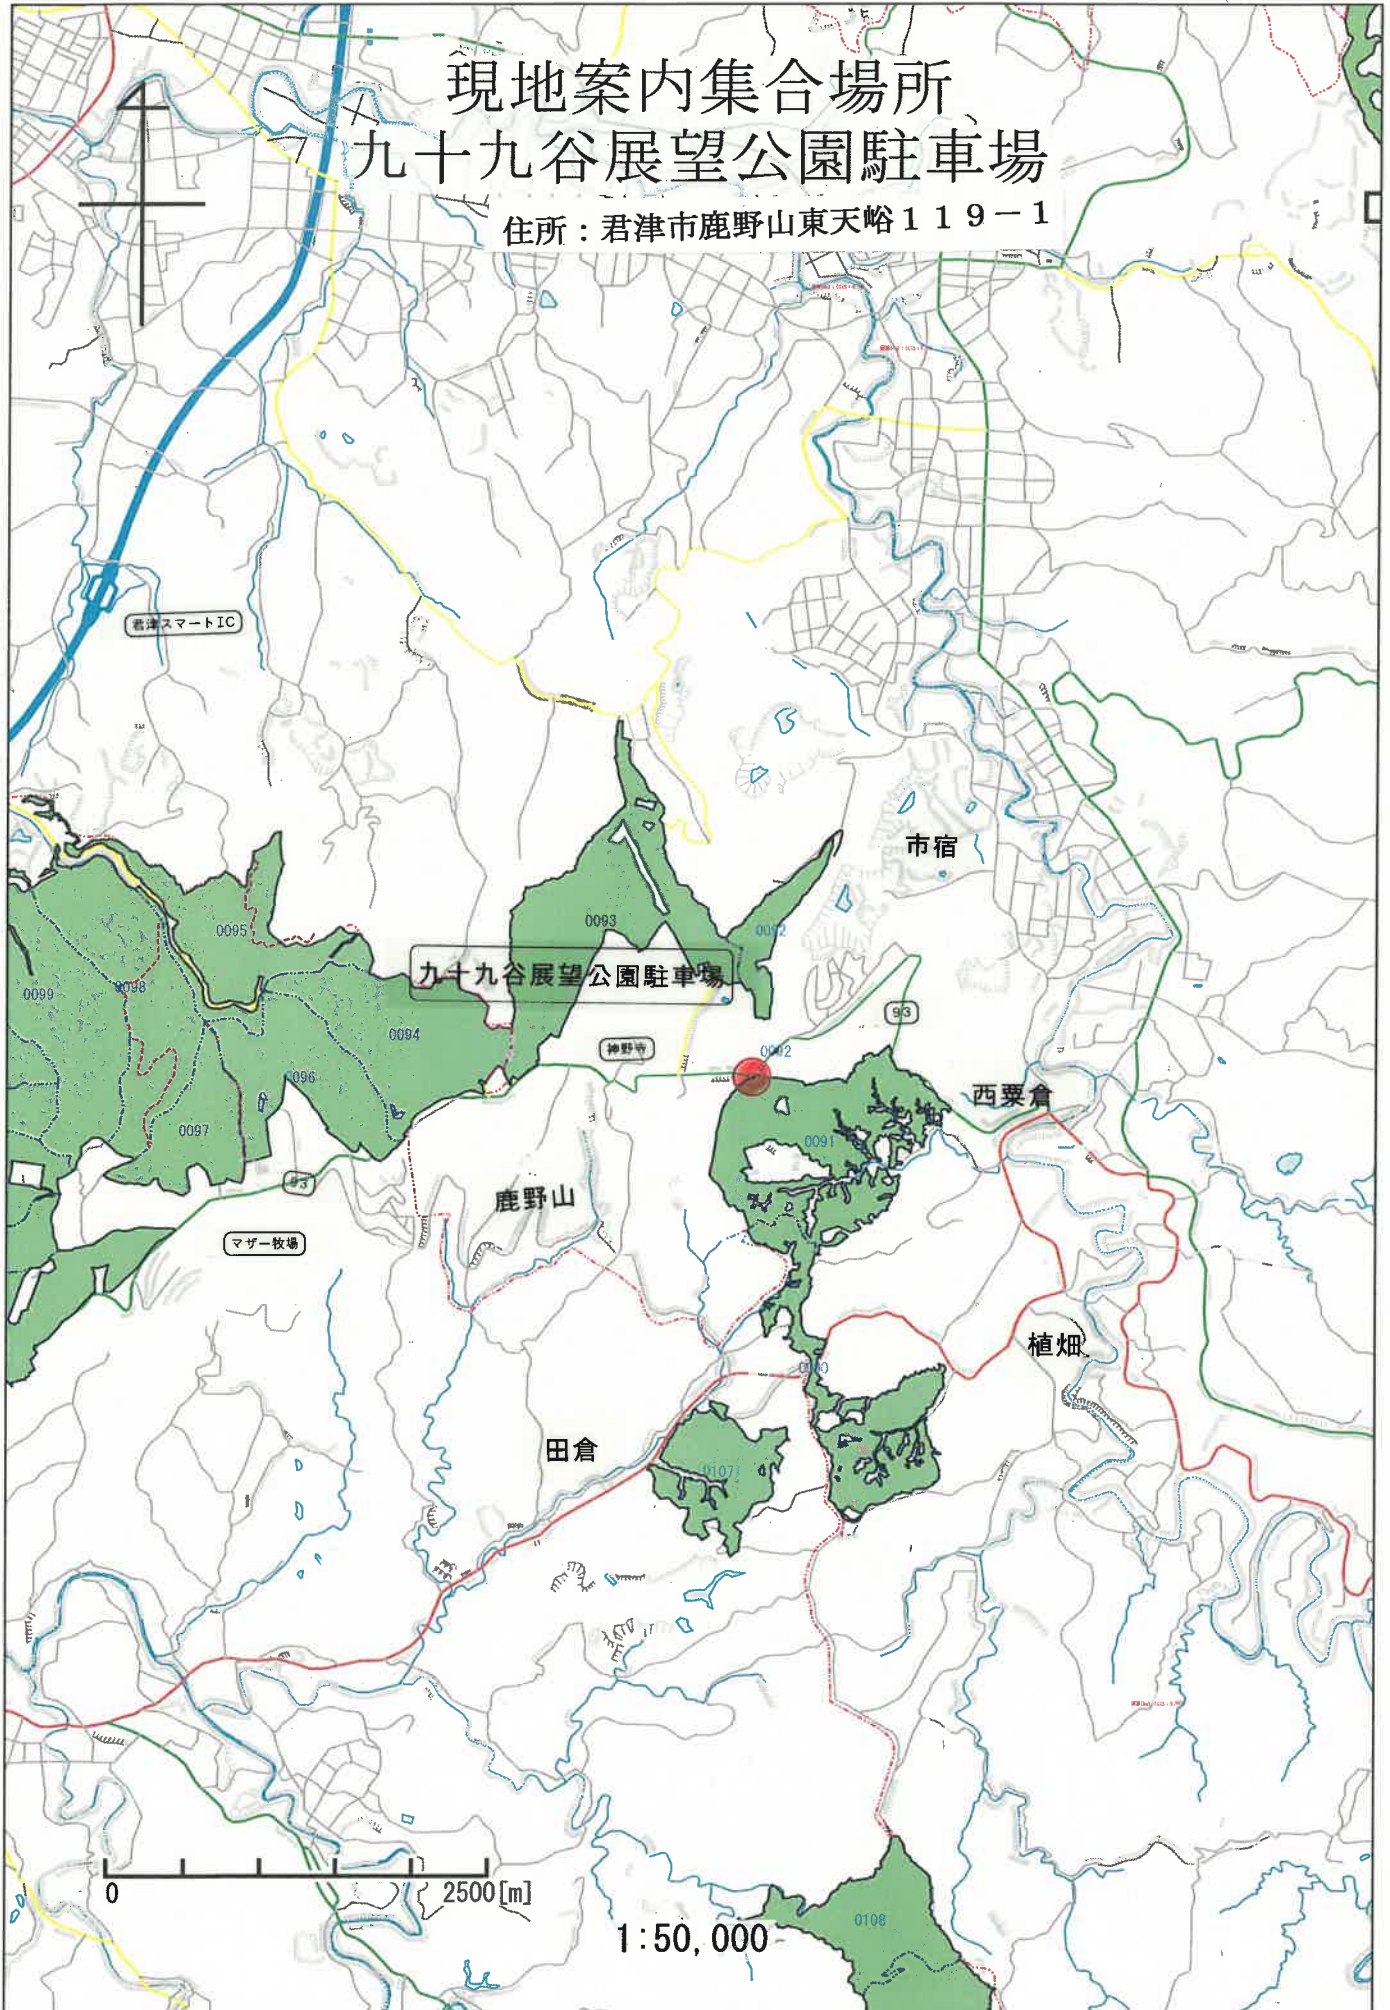 現地案内集合場所
九十九谷展望公園駐車場
住所：君津市鹿野山東天峪１１９－１
君津スマートIC
市宿
0095
0093
0092
九十九谷展望公園駐車場
0099
0098
93
0094
神野寺
0092
0096
西粟倉
0097
0091
93
鹿野山
マザー牧場
植畑
0090
田倉
0107
0
2500[m]
1:50,000
0108